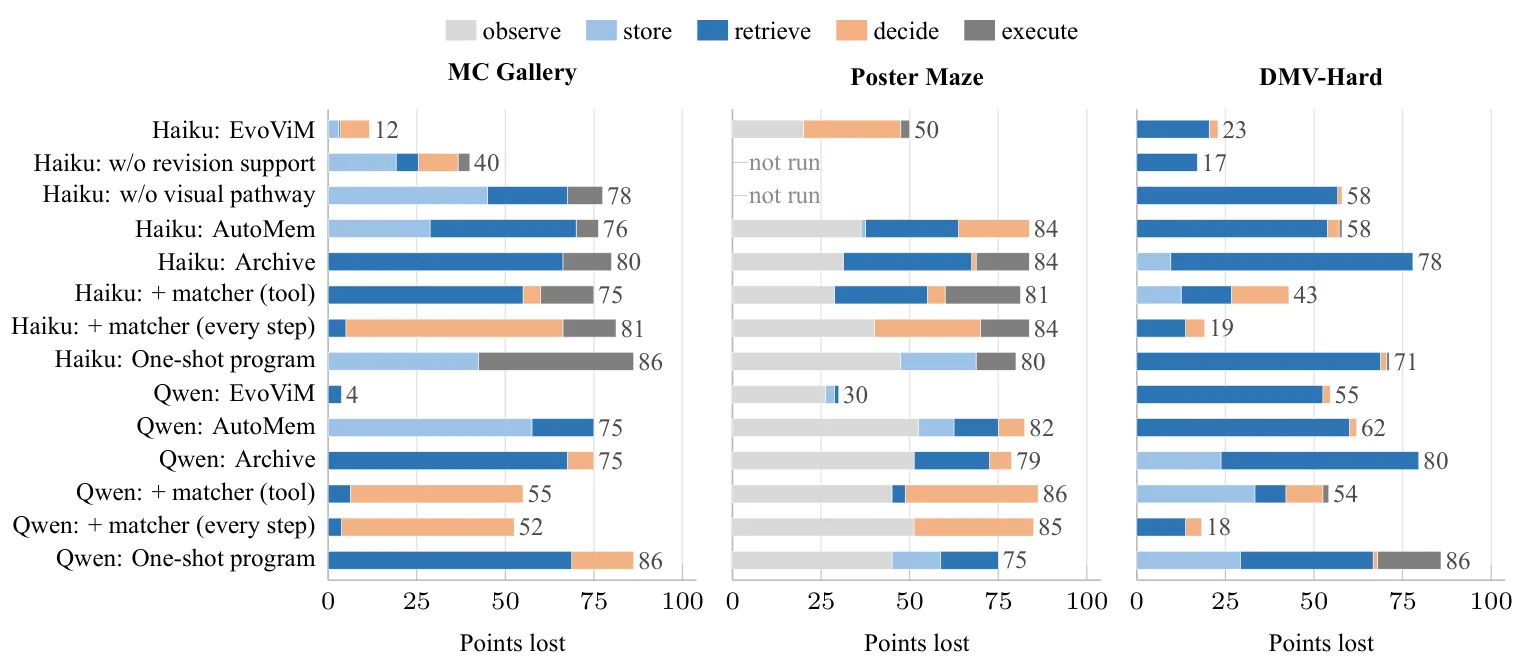 observe store retrieve decide execute
MC Gallery Poster Maze DMV-Hard
Haiku: EvoViM 12 50 23
Haiku: w/o revision support 40 not run 17
Haiku: w/o visual pathway 78 not run 58
Haiku: AutoMem 76 84 58
Haiku: Archive 80 84 78
Haiku: + matcher (tool) 75 81 43
Haiku: + matcher (every step) 81 84 19
Haiku: One-shot program 86 80 71
Qwen: EvoViM 4 30 55
Qwen: AutoMem 75 82 62
Qwen: Archive 75 79 80
Qwen: + matcher (tool) 55 86 54
Qwen: + matcher (every step) 52 85 18
Qwen: One-shot program 86 75 86
0 25 50 75 100 0 25 50 75 100 0 25 50 75 100
Points lost Points lost Points lost